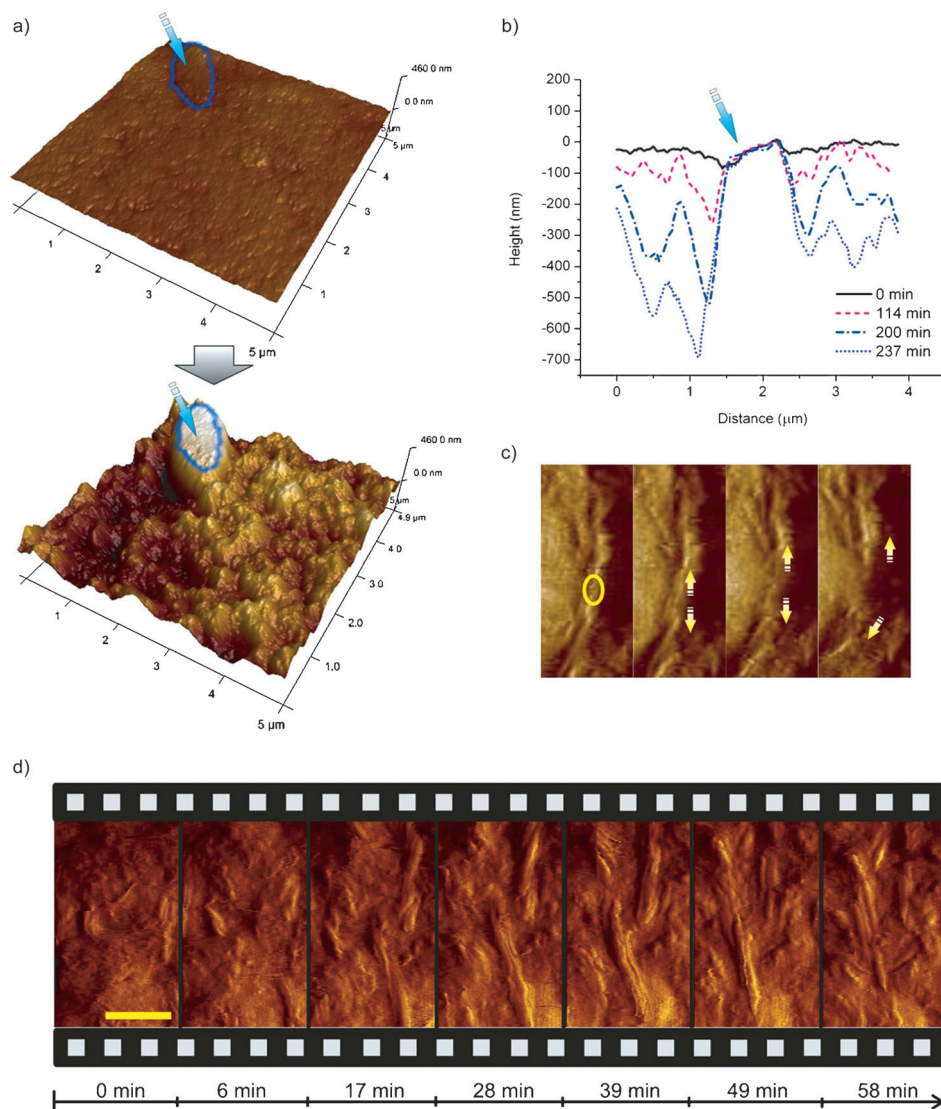 a)
460 0 nm
0 0 nm
5 µm
5 µm
4
3
2
1
1
2
3
4
5 µm
460.0 nm
0.0 nm
5 µm
4.9 µm
4.0
3.0
2.0
1.0
1
2
3
4
5 µm
b)
200
100
0
-100
-200
-300
-400
-500
-600
-700
Height (nm)
0 min
114 min
200 min
237 min
0 1 2 3 4
Distance (µm)
c)
d)
0 min 6 min 17 min 28 min 39 min 49 min 58 min